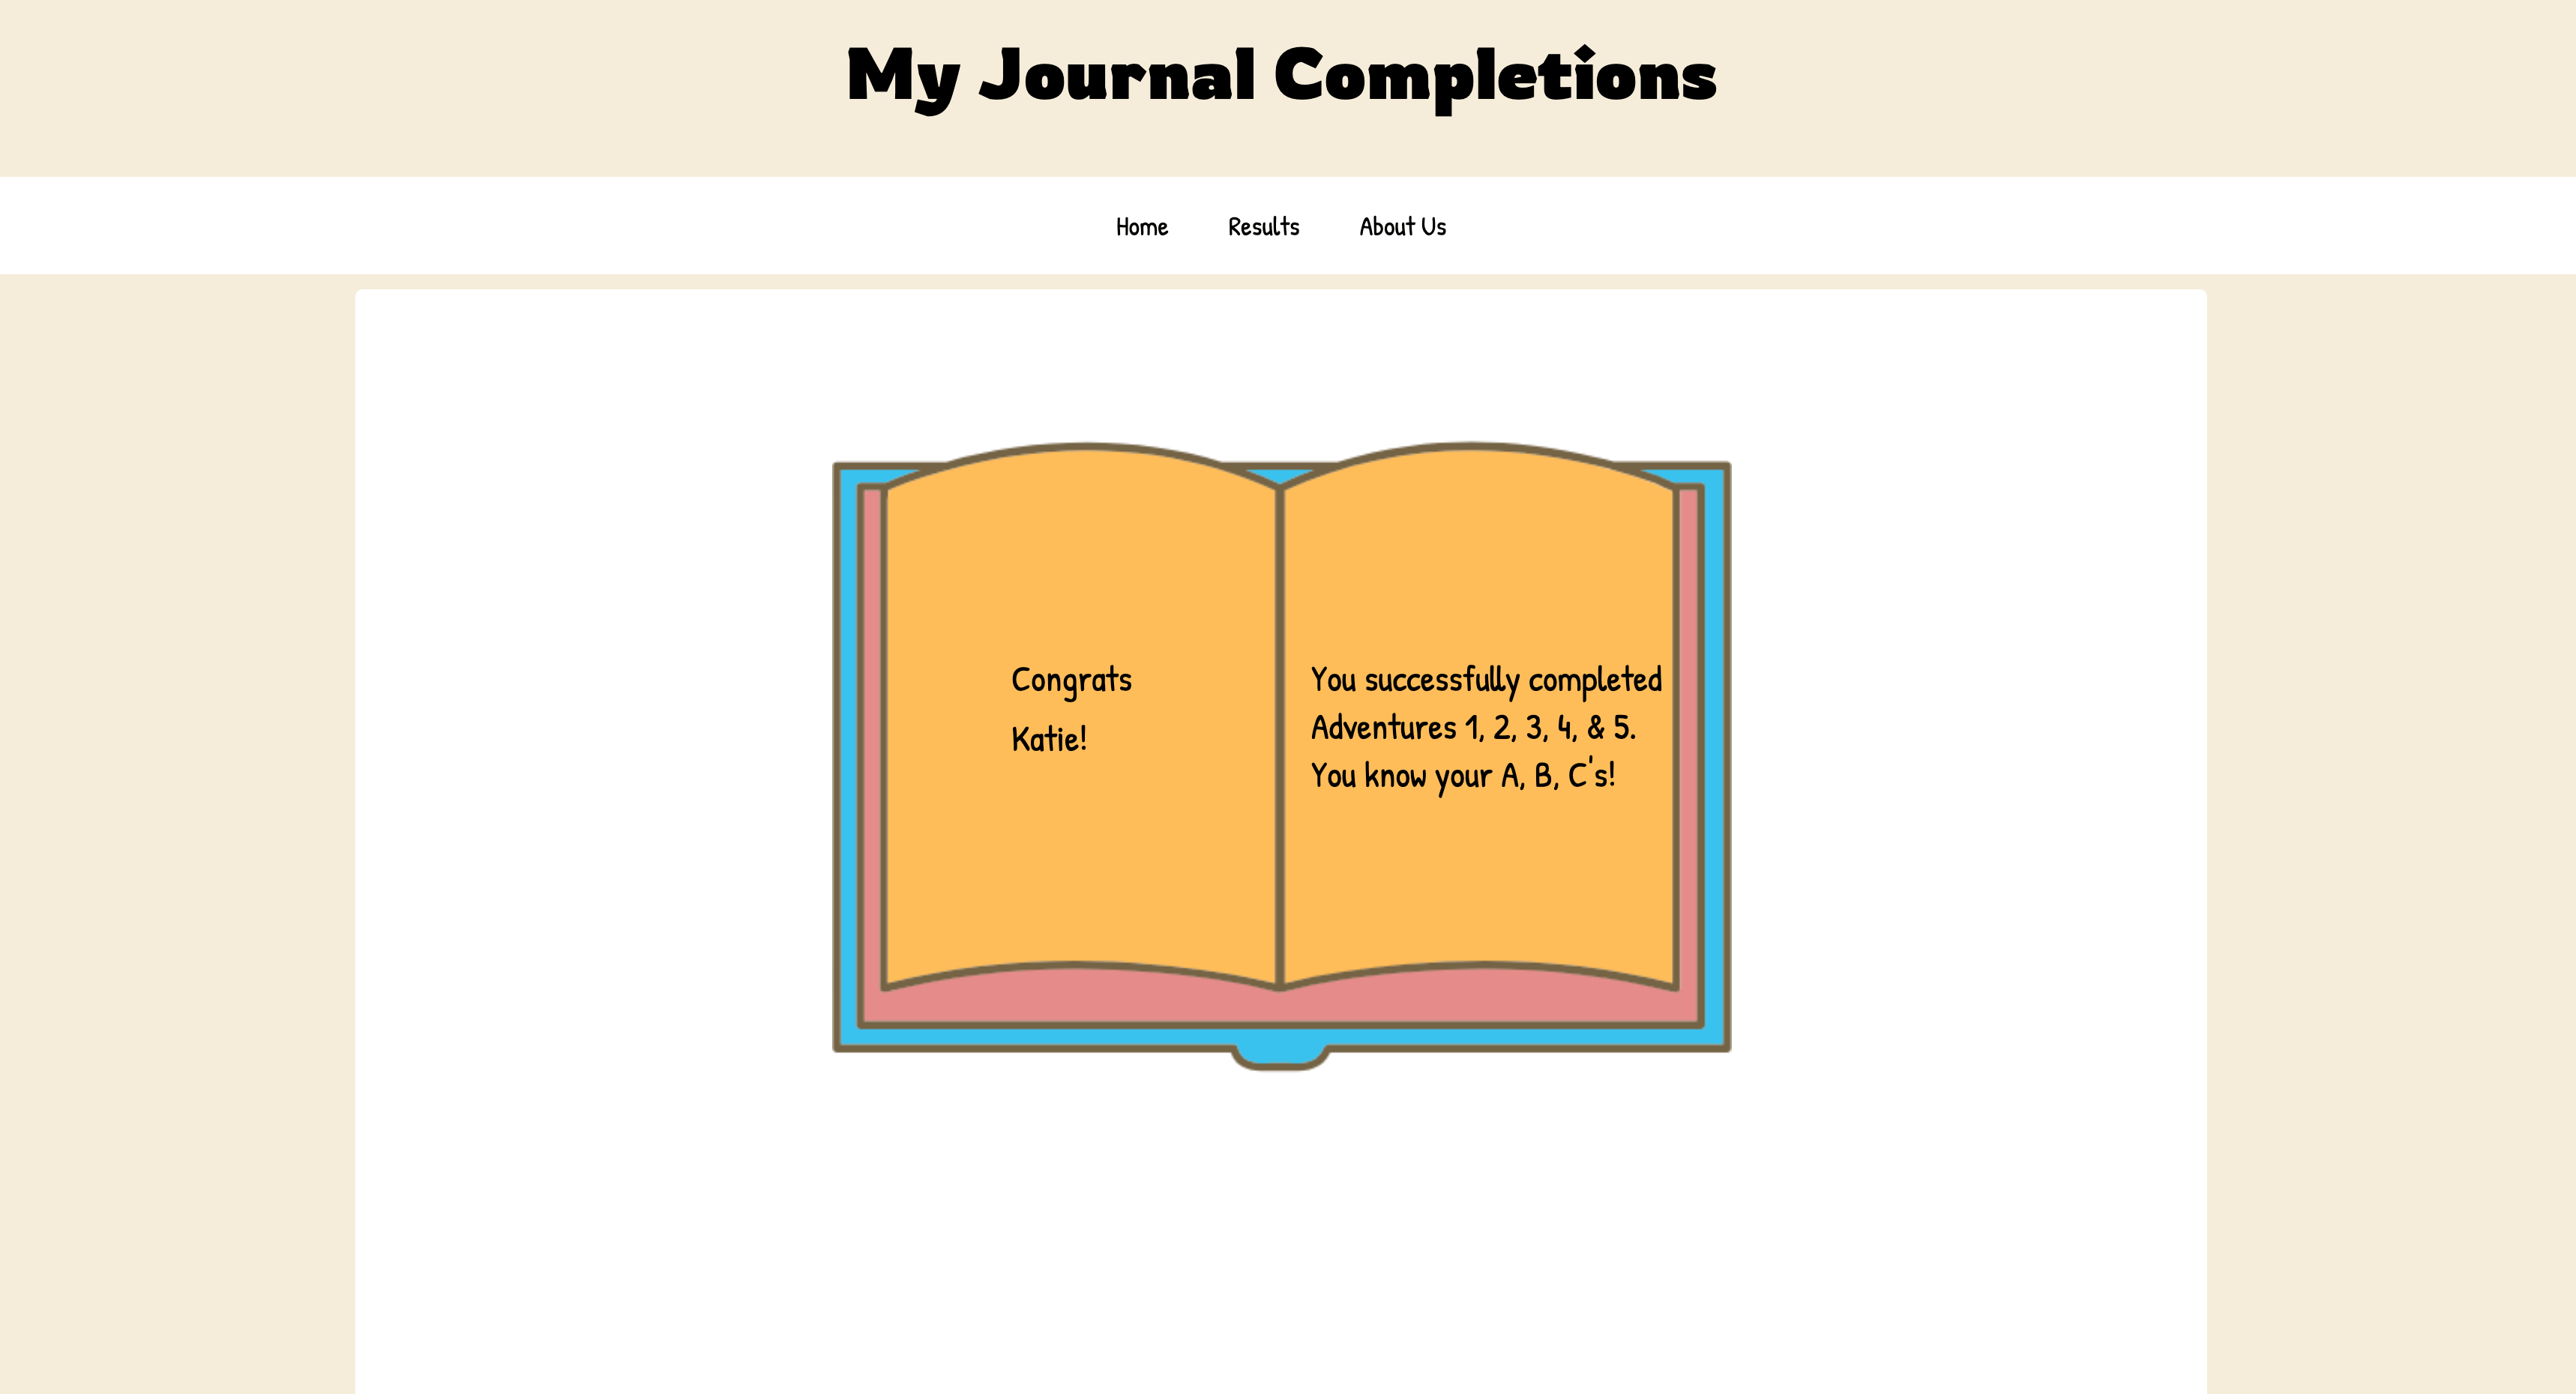 My Journal Completions
Home Results About Us
Congrats
Katie!
You successfully completed
Adventures 1, 2, 3, 4, & 5.
You know your A, B, C's!